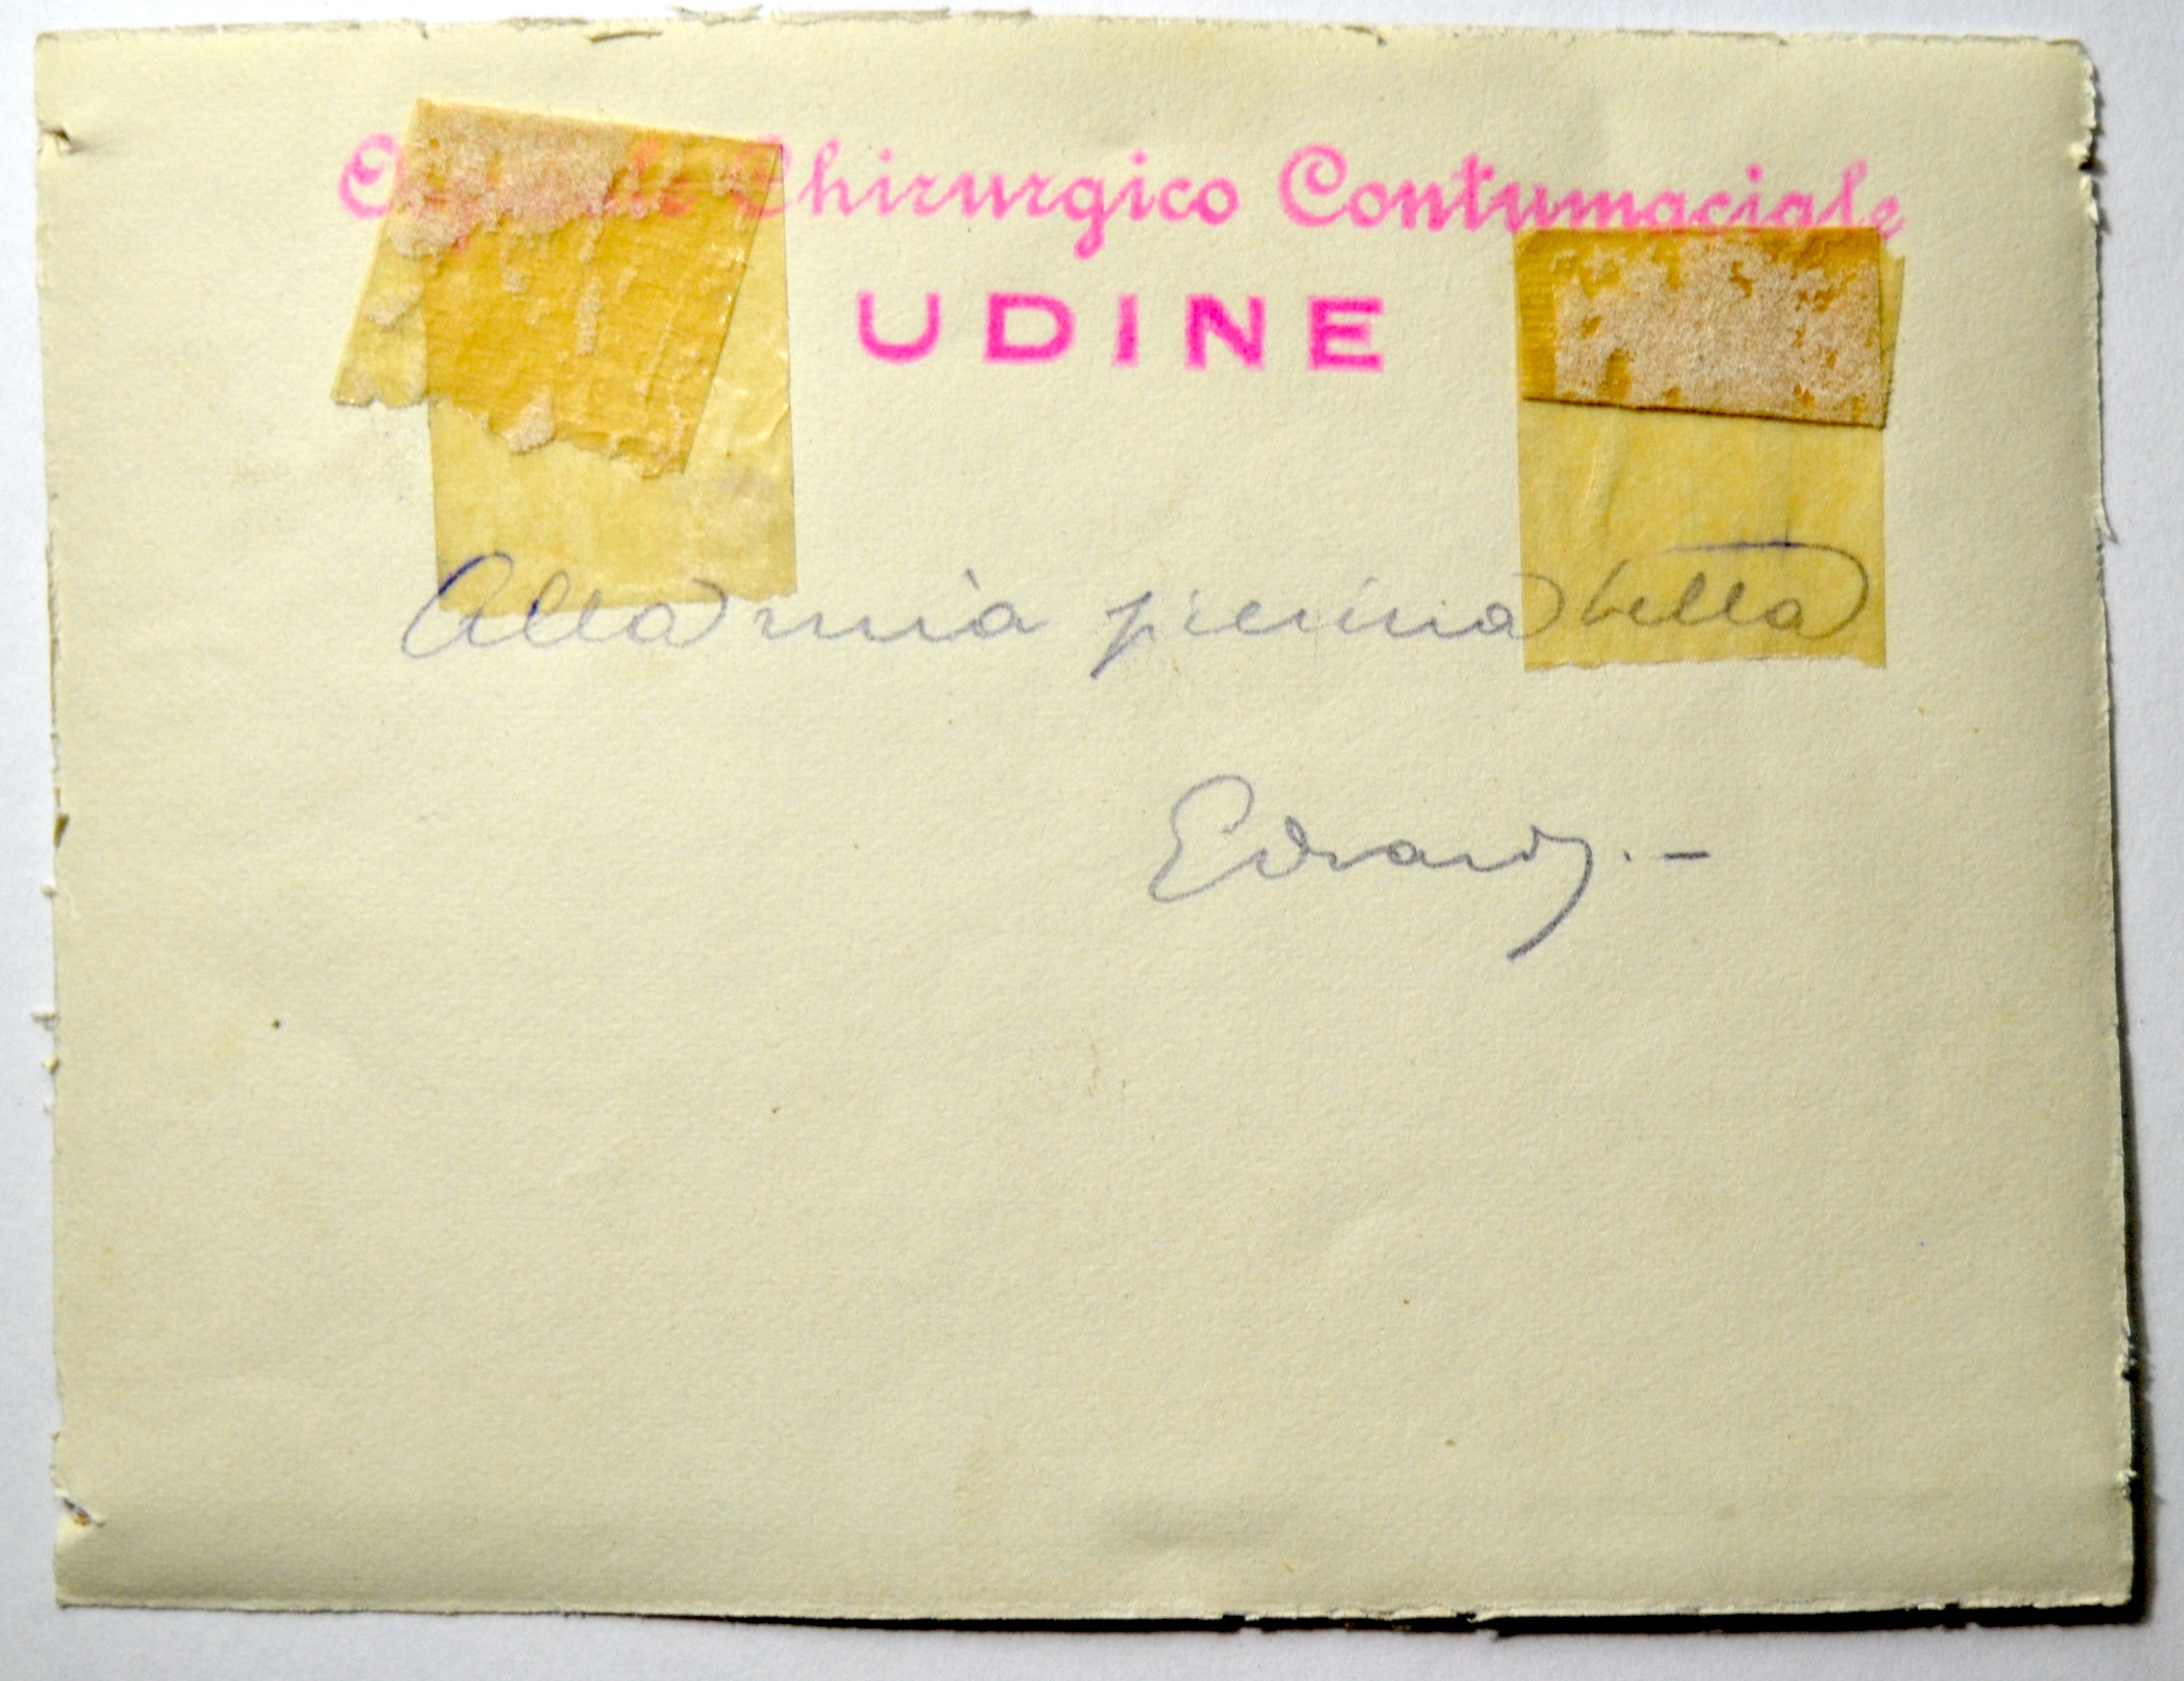 Ospedale Chirurgico Contumaciale
UDINE
Alla mia piccina bella